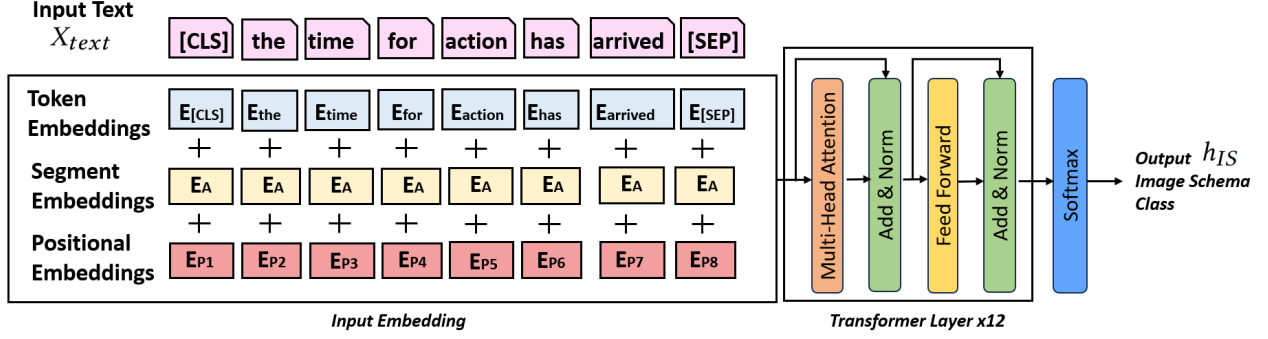 Input Text
X_text
[CLS] the time for action has arrived [SEP]
Token Embeddings
E[CLS] Ethe Etime Efor Eaction Ehas Earrived E[SEP]
+ + + + + + + +
Segment Embeddings
EA EA EA EA EA EA EA EA
+ + + + + + + +
Positional Embeddings
EP1 EP2 EP3 EP4 EP5 EP6 EP7 EP8
Input Embedding
Multi-Head Attention
Add & Norm
Feed Forward
Add & Norm
Transformer Layer x12
Softmax
Output h_IS
Image Schema
Class